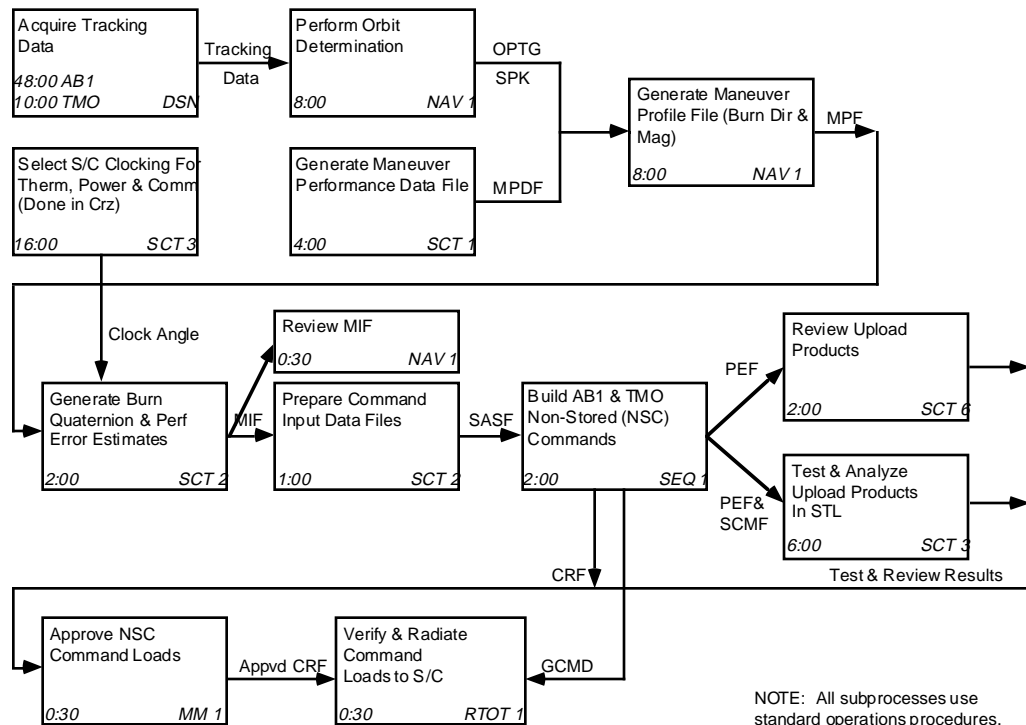 Acquire Tracking
Data
48:00 AB1
10:00 TMO DSN
Tracking
Data
Perform Orbit
Determination
8:00 NAV 1
OPTG
SPK
Generate Maneuver
Profile File (Burn Dir &
Mag)
8:00 NAV 1
MPF
Select S/C Clocking For
Therm, Power & Comm
(Done in Crz)
16:00 SCT 3
Generate Maneuver
Performance Data File
4:00 SCT 1
MPDF
Clock Angle
Review MIF
0:30 NAV 1
Generate Burn
Quaternion & Perf
Error Estimates
2:00 SCT 2
MIF
Prepare Command
Input Data Files
1:00 SCT 2
SASF
Build AB1 & TMO
Non-Stored (NSC)
Commands
2:00 SEQ 1
PEF
Review Upload
Products
2:00 SCT 6
PEF&
SCMF
Test & Analyze
Upload Products
In STL
6:00 SCT 3
CRF
Test & Review Results
Approve NSC
Command Loads
0:30 MM 1
Appvd CRF
Verify & Radiate
Command
Loads to S/C
0:30 RTOT 1
GCMD
NOTE: All subprocesses use
standard operations procedures.